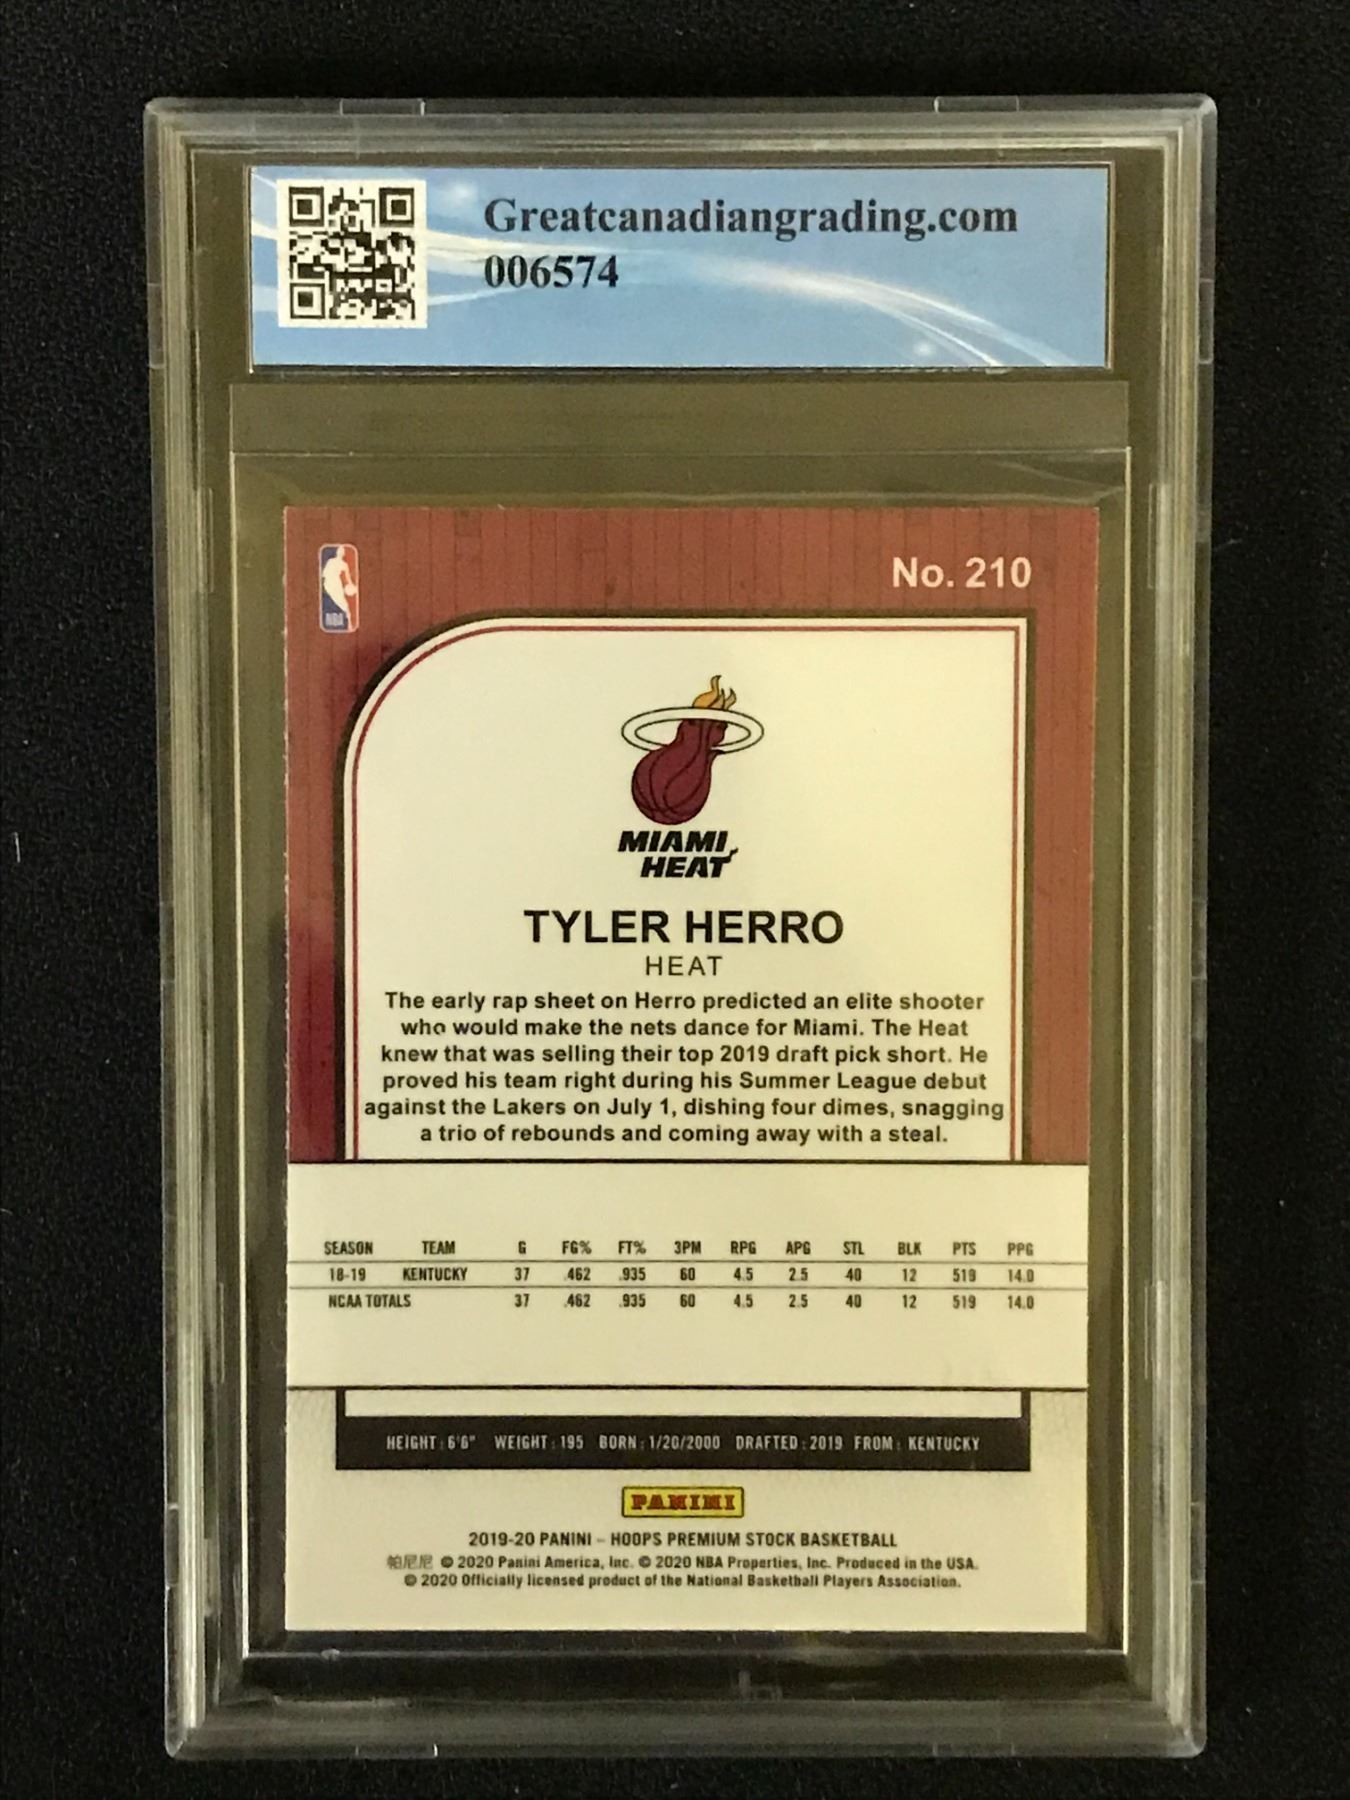 Greatcanadiangrading.com
006574
No. 210
NBA
MIAMI
HEAT
TYLER HERRO
HEAT
The early rap sheet on Herro predicted an elite shooter
who would make the nets dance for Miami. The Heat
knew that was selling their top 2019 draft pick short. He
proved his team right during his Summer League debut
against the Lakers on July 1, dishing four dimes, snagging
a trio of rebounds and coming away with a steal.
SEASON TEAM G FG% FT% 3PM RPG APG STL BLK PTS PPG
18-19 KENTUCKY 37 .462 .935 60 4.5 2.5 40 12 519 14.0
NCAA TOTALS 37 .462 .935 60 4.5 2.5 40 12 519 14.0
HEIGHT: 6'6" WEIGHT: 195 BORN: 1/20/2000 DRAFTED: 2019 FROM: KENTUCKY
PANINI
2019-20 PANINI – HOOPS PREMIUM STOCK BASKETBALL
帕尼尼 © 2020 Panini America, Inc. © 2020 NBA Properties, Inc. Produced in the USA.
© 2020 Officially licensed product of the National Basketball Players Association.